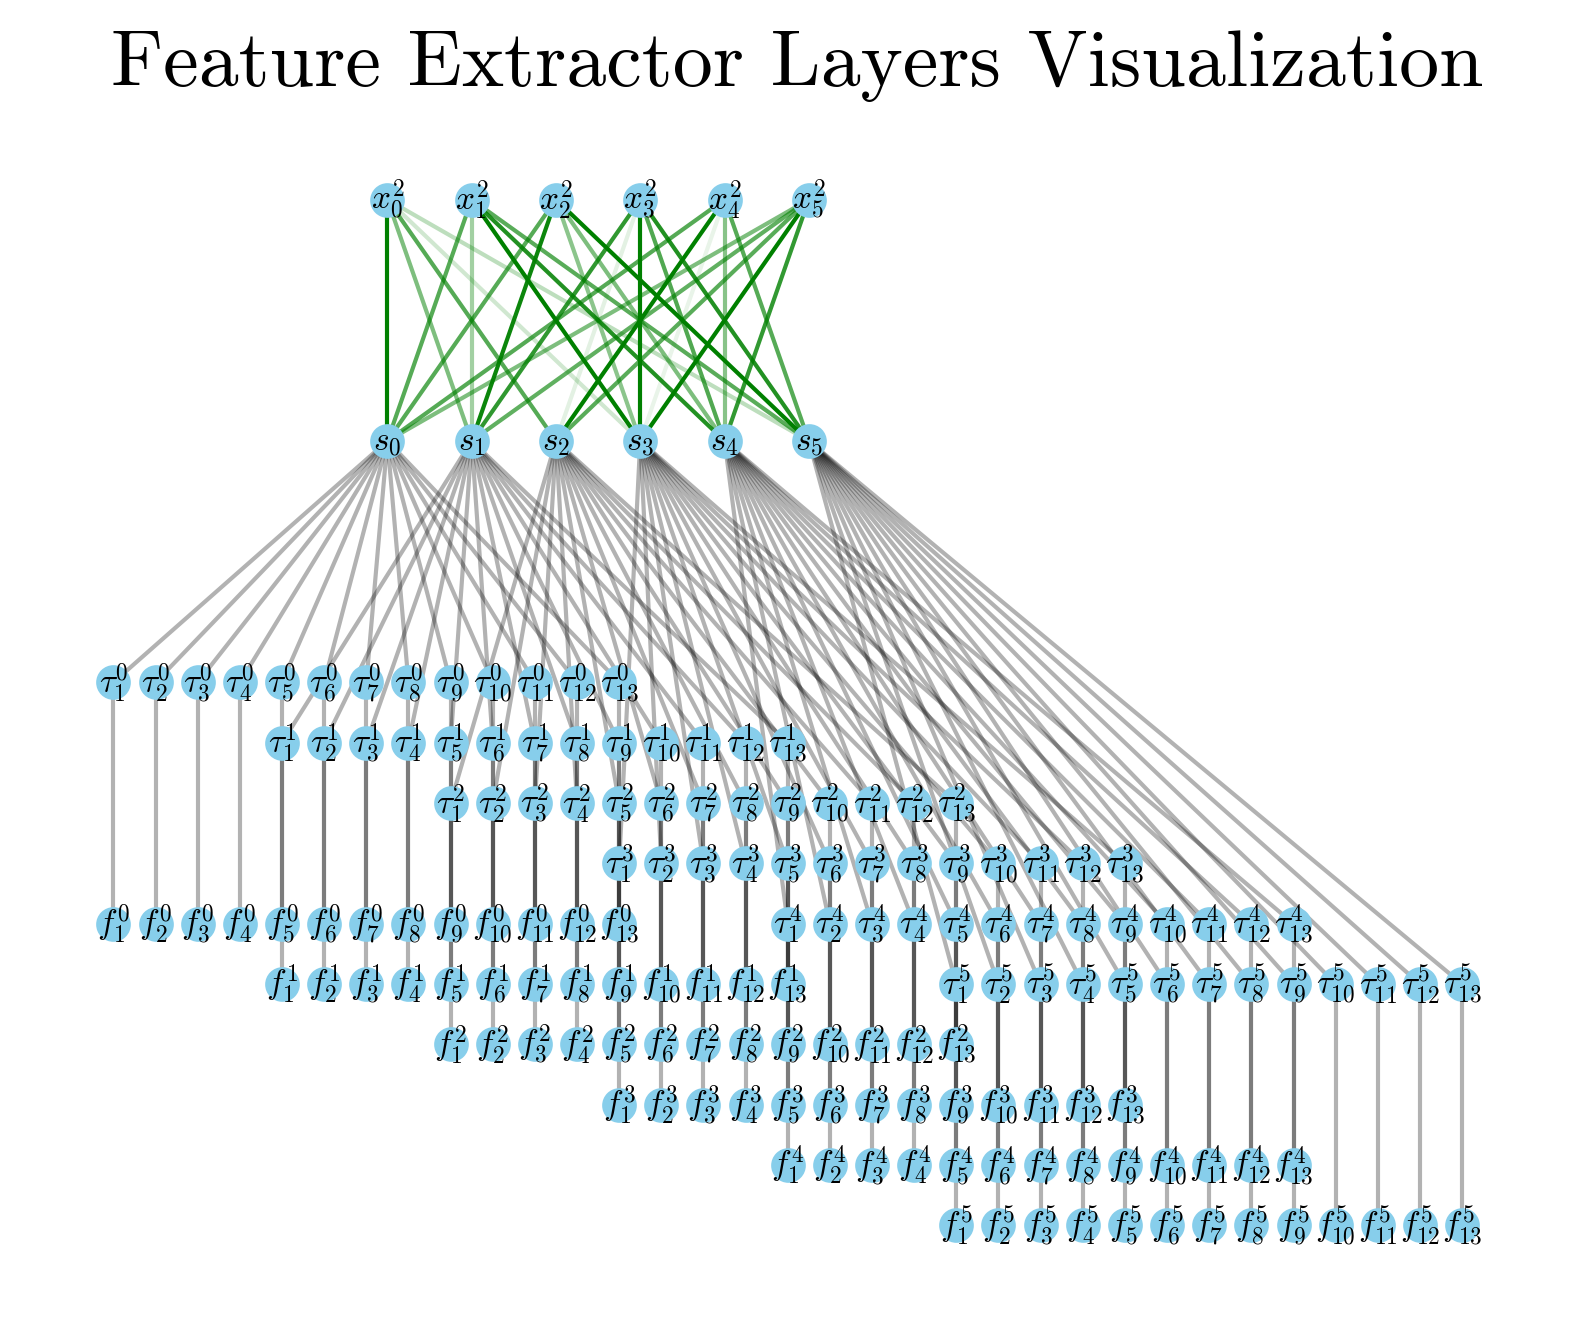 Feature Extractor Layers Visualization
$x_0^2$ $x_1^2$ $x_2^2$ $x_3^2$ $x_4^2$ $x_5^2$
$s_0$ $s_1$ $s_2$ $s_3$ $s_4$ $s_5$
$\tau_1^0$ $\tau_2^0$ $\tau_3^0$ $\tau_4^0$ $\tau_5^0$ $\tau_6^0$ $\tau_7^0$ $\tau_8^0$ $\tau_9^0$ $\tau_{10}^0$ $\tau_{11}^0$ $\tau_{12}^0$ $\tau_{13}^0$
$\tau_1^1$ $\tau_2^1$ $\tau_3^1$ $\tau_4^1$ $\tau_5^1$ $\tau_6^1$ $\tau_7^1$ $\tau_8^1$ $\tau_9^1$ $\tau_{10}^1$ $\tau_{11}^1$ $\tau_{12}^1$ $\tau_{13}^1$
$\tau_1^2$ $\tau_2^2$ $\tau_3^2$ $\tau_4^2$ $\tau_5^2$ $\tau_6^2$ $\tau_7^2$ $\tau_8^2$ $\tau_9^2$ $\tau_{10}^2$ $\tau_{11}^2$ $\tau_{12}^2$ $\tau_{13}^2$
$\tau_1^3$ $\tau_2^3$ $\tau_3^3$ $\tau_4^3$ $\tau_5^3$ $\tau_6^3$ $\tau_7^3$ $\tau_8^3$ $\tau_9^3$ $\tau_{10}^3$ $\tau_{11}^3$ $\tau_{12}^3$ $\tau_{13}^3$
$f_1^0$ $f_2^0$ $f_3^0$ $f_4^0$ $f_5^0$ $f_6^0$ $f_7^0$ $f_8^0$ $f_9^0$ $f_{10}^0$ $f_{11}^0$ $f_{12}^0$ $f_{13}^0$ $\tau_1^4$ $\tau_2^4$ $\tau_3^4$ $\tau_4^4$ $\tau_5^4$ $\tau_6^4$ $\tau_7^4$ $\tau_8^4$ $\tau_9^4$ $\tau_{10}^4$ $\tau_{11}^4$ $\tau_{12}^4$ $\tau_{13}^4$
$f_1^1$ $f_2^1$ $f_3^1$ $f_4^1$ $f_5^1$ $f_6^1$ $f_7^1$ $f_8^1$ $f_9^1$ $f_{10}^1$ $f_{11}^1$ $f_{12}^1$ $f_{13}^1$ $\tau_1^5$ $\tau_2^5$ $\tau_3^5$ $\tau_4^5$ $\tau_5^5$ $\tau_6^5$ $\tau_7^5$ $\tau_8^5$ $\tau_9^5$ $\tau_{10}^5$ $\tau_{11}^5$ $\tau_{12}^5$ $\tau_{13}^5$
$f_1^2$ $f_2^2$ $f_3^2$ $f_4^2$ $f_5^2$ $f_6^2$ $f_7^2$ $f_8^2$ $f_9^2$ $f_{10}^2$ $f_{11}^2$ $f_{12}^2$ $f_{13}^2$
$f_1^3$ $f_2^3$ $f_3^3$ $f_4^3$ $f_5^3$ $f_6^3$ $f_7^3$ $f_8^3$ $f_9^3$ $f_{10}^3$ $f_{11}^3$ $f_{12}^3$ $f_{13}^3$
$f_1^4$ $f_2^4$ $f_3^4$ $f_4^4$ $f_5^4$ $f_6^4$ $f_7^4$ $f_8^4$ $f_9^4$ $f_{10}^4$ $f_{11}^4$ $f_{12}^4$ $f_{13}^4$
$f_1^5$ $f_2^5$ $f_3^5$ $f_4^5$ $f_5^5$ $f_6^5$ $f_7^5$ $f_8^5$ $f_9^5$ $f_{10}^5$ $f_{11}^5$ $f_{12}^5$ $f_{13}^5$